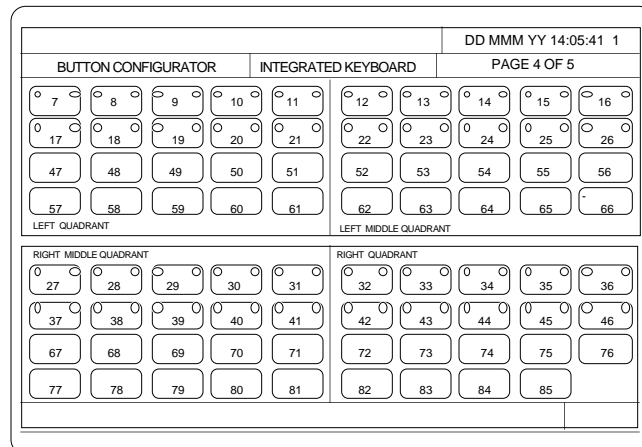 DD MMM YY 14:05:41 1
BUTTON CONFIGURATOR INTEGRATED KEYBOARD PAGE 4 OF 5
7 8 9 10 11 12 13 14 15 16
17 18 19 20 21 22 23 24 25 26
47 48 49 50 51 52 53 54 55 56
57 58 59 60 61 62 63 64 65 66
LEFT QUADRANT LEFT MIDDLE QUADRANT
RIGHT MIDDLE QUADRANT RIGHT QUADRANT
27 28 29 30 31 32 33 34 35 36
37 38 39 40 41 42 43 44 45 46
67 68 69 70 71 72 73 74 75 76
77 78 79 80 81 82 83 84 85